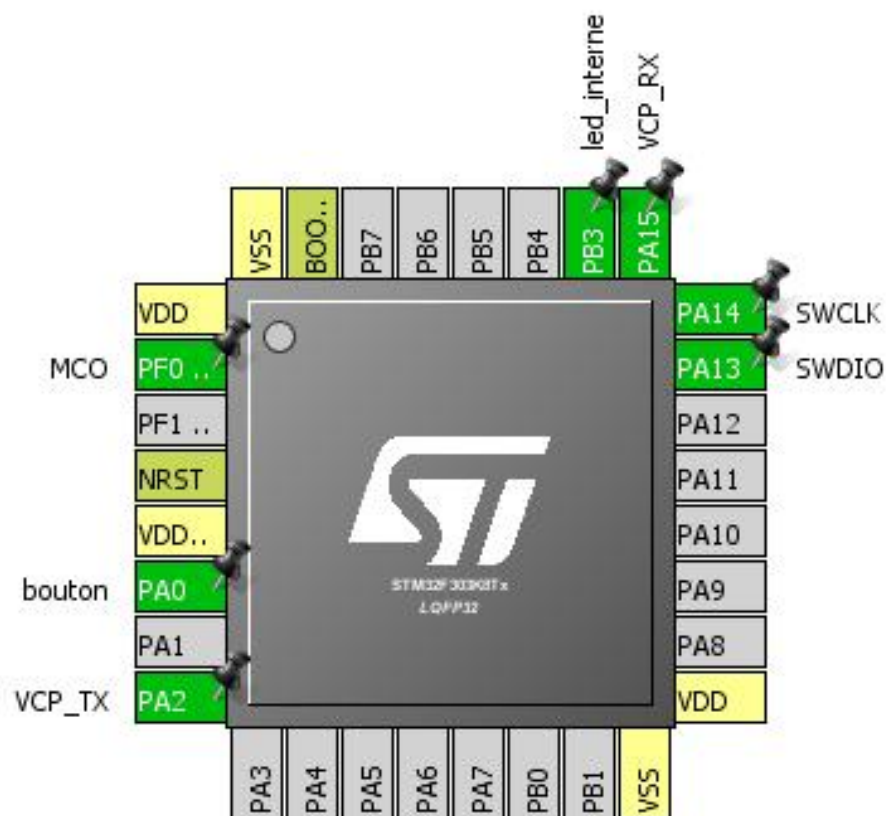 led_interne
VCP_RX
VSS
BOO..
PB7
PB6
PB5
PB4
PB3
PA15
VDD
MCO
PF0 ..
PF1 ..
NRST
VDD..
bouton
PA0
PA1
VCP_TX
PA2
PA14
SWCLK
PA13
SWDIO
PA12
PA11
PA10
PA9
PA8
VDD
STM32F303K8Tx
LQFP32
PA3
PA4
PA5
PA6
PA7
PB0
PB1
VSS